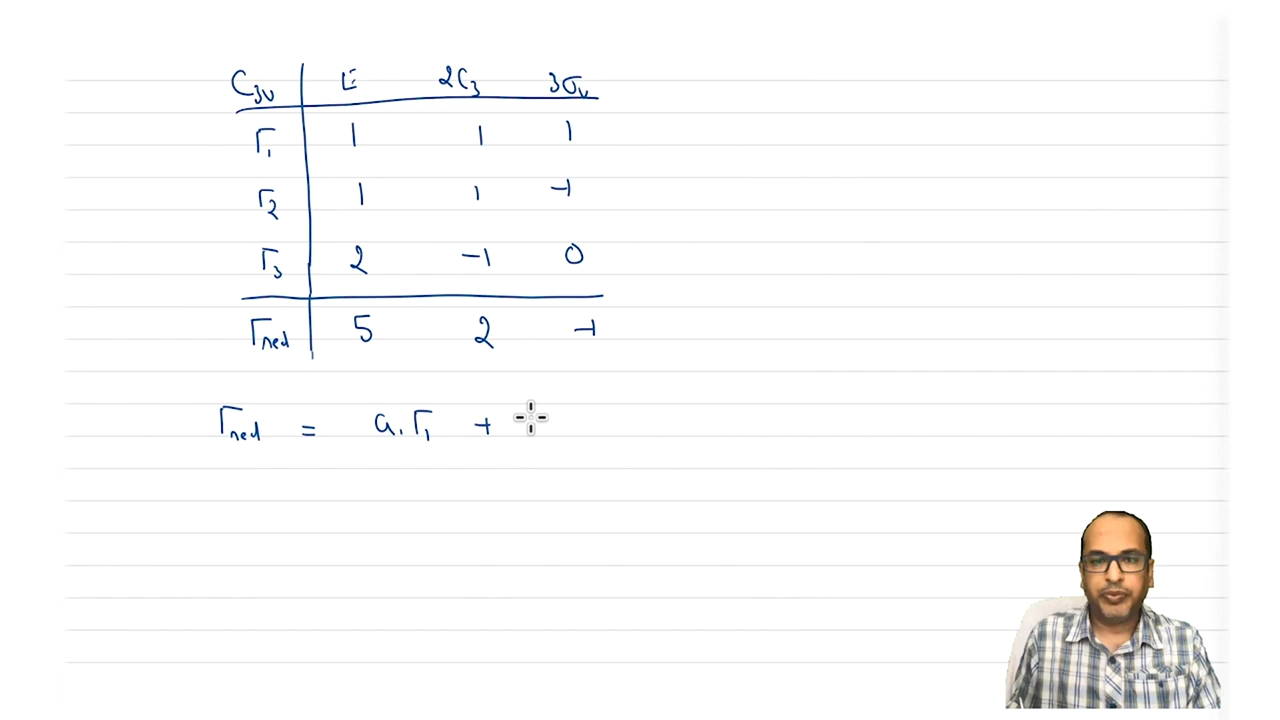 C3v E 2C3 3σv
Γ1 1 1 1
Γ2 1 1 -1
Γ3 2 -1 0
Γred 5 2 -1
Γred = a1Γ1 +